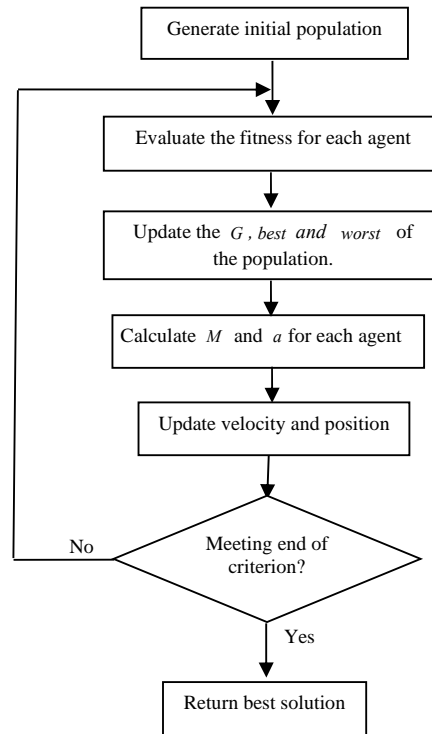 Generate initial population
Evaluate the fitness for each agent
Update the G , best and worst of
the population.
Calculate M and a for each agent
Update velocity and position
No
Meeting end of
criterion?
Yes
Return best solution